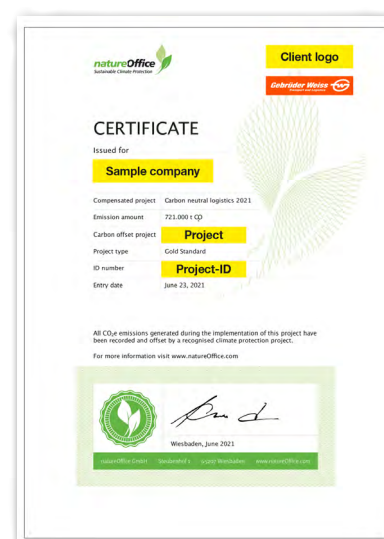 natureOffice
Sustainable Climate Protection
Client logo
Gebrüder Weiss
CERTIFICATE
Issued for
Sample company
Compensated project Carbon neutral logistics 2021
Emission amount 721.000 t CO
Carbon offset project Project
Project type Gold Standard
ID number Project-ID
Entry date June 23, 2021
All CO₂e emissions generated during the implementation of this project have
been recorded and offset by a recognised climate protection project.
For more information visit www.natureOffice.com
Wiesbaden, June 2021
natureOffice GmbH Wiesbaden www.natureOffice.com